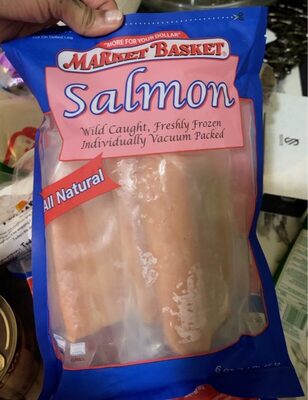 "MORE FOR YOUR DOLLAR"
MARKET BASKET
Salmon
Wild Caught, Freshly Frozen
Individually Vacuum Packed
All Natural